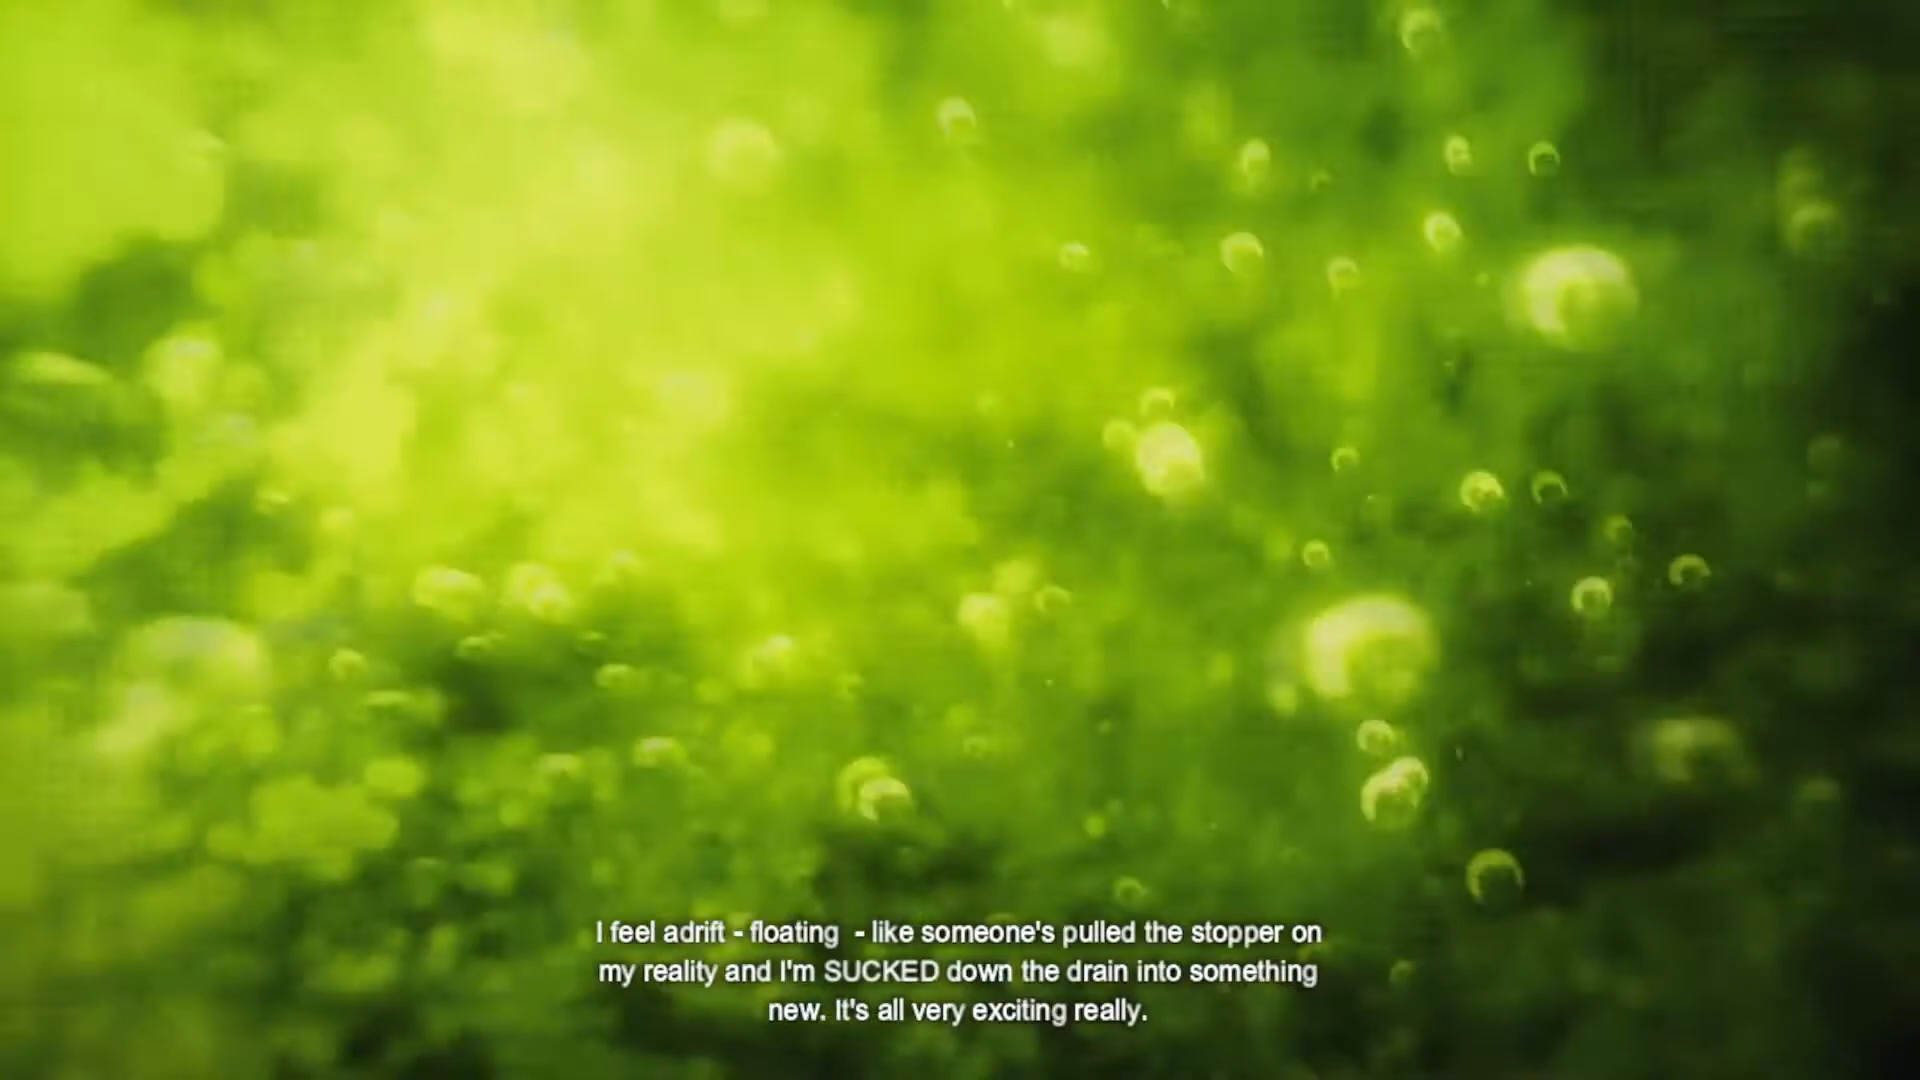 I feel adrift - floating  - like someone's pulled the stopper on
my reality and I'm SUCKED down the drain into something
new. It's all very exciting really.